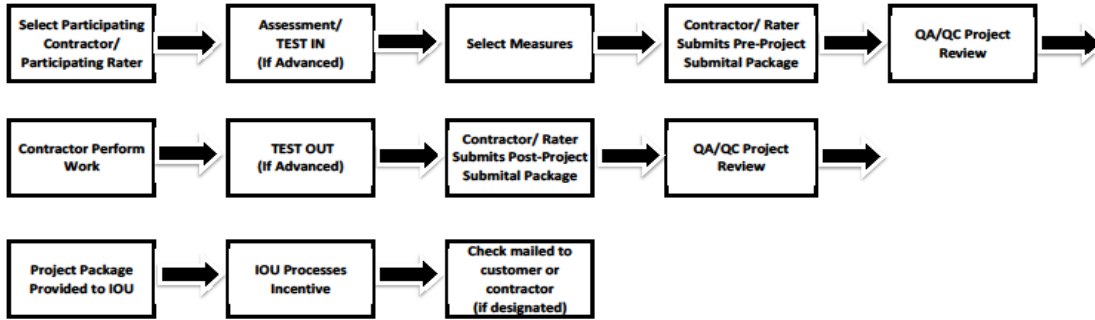 Select Participating
Contractor/
Participating Rater
Assessment/
TEST IN
(If Advanced)
Select Measures
Contractor/ Rater
Submits Pre-Project
Submital Package
QA/QC Project
Review
Contractor Perform
Work
TEST OUT
(If Advanced)
Contractor/ Rater
Submits Post-Project
Submital Package
QA/QC Project
Review
Project Package
Provided to IOU
IOU Processes
Incentive
Check mailed to
customer or
contractor
(if designated)